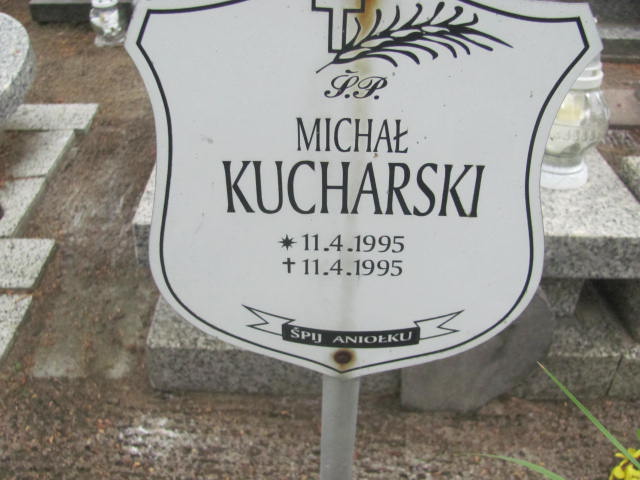 Ś.P.
MICHAŁ
KUCHARSKI
* 11.4.1995
† 11.4.1995
ŚPIJ ANIOŁKU